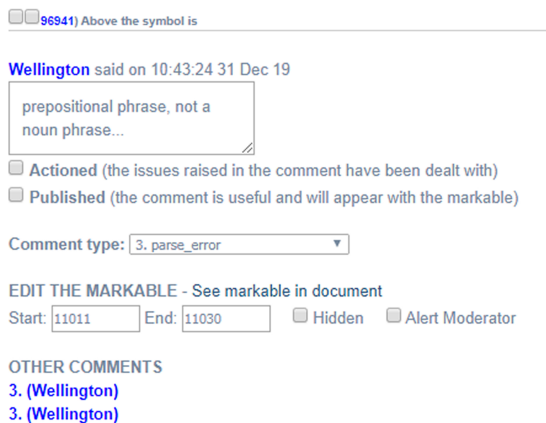 96941) Above the symbol is
Wellington said on 10:43:24 31 Dec 19
prepositional phrase, not a
noun phrase...
Actioned (the issues raised in the comment have been dealt with)
Published (the comment is useful and will appear with the markable)
Comment type: 3. parse_error
EDIT THE MARKABLE - See markable in document
Start: 11011 End: 11030 Hidden Alert Moderator
OTHER COMMENTS
3. (Wellington)
3. (Wellington)